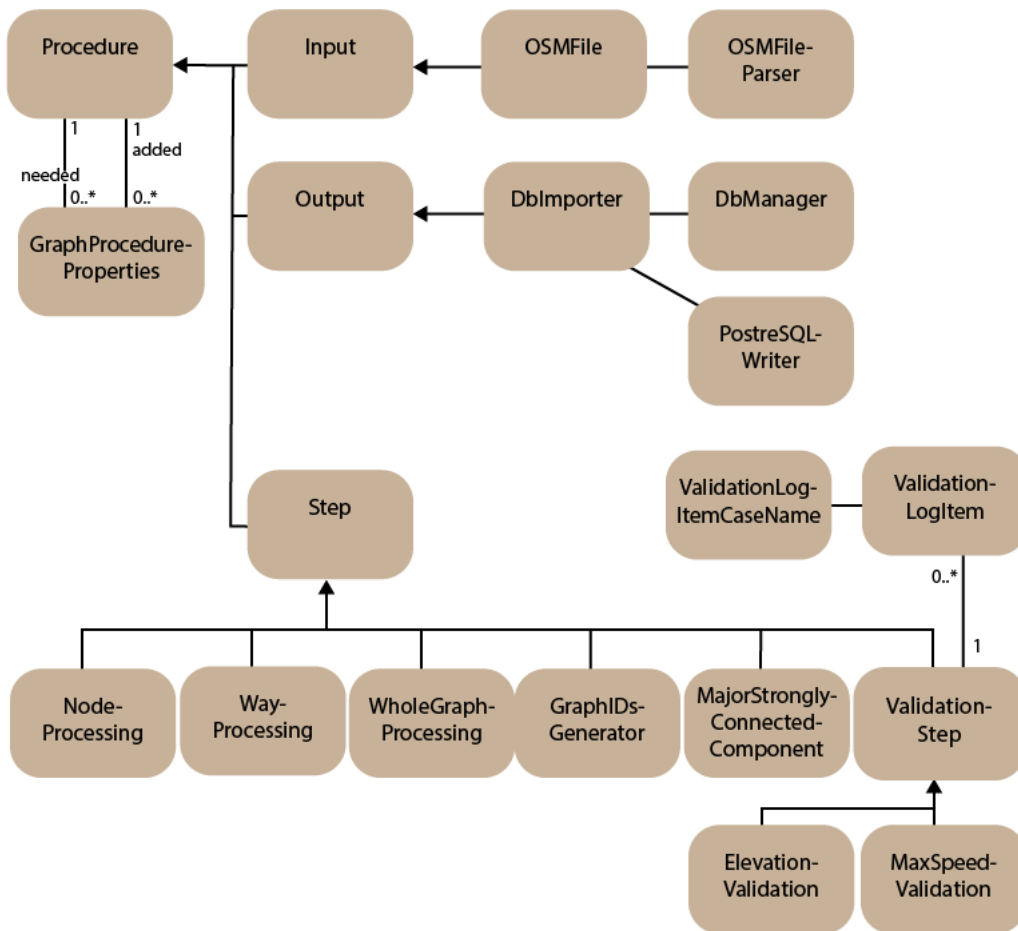 Procedure
Input
OSMFile
OSMFile-
Parser
1
1
added
needed
0..*
0..*
GraphProcedure-
Properties
Output
DbImporter
DbManager
PostreSQL-
Writer
Step
ValidationLog-
ItemCaseName
Validation-
LogItem
0..*
1
Node-
Processing
Way-
Processing
WholeGraph-
Processing
GraphIDs-
Generator
MajorStrongly-
Connected-
Component
Validation-
Step
Elevation-
Validation
MaxSpeed-
Validation